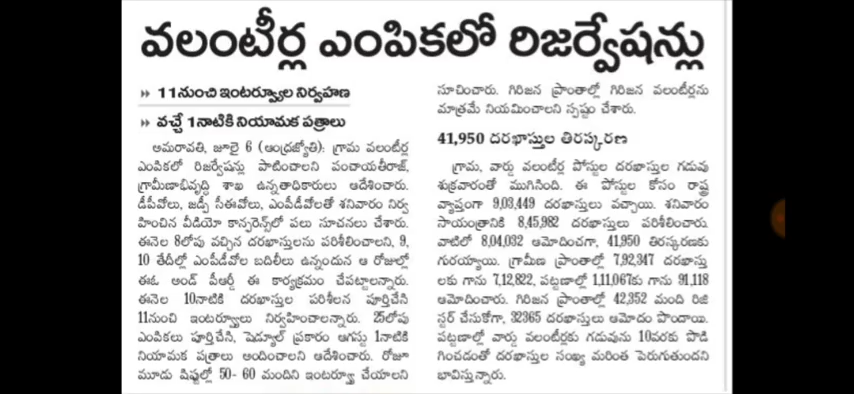 వలంటీర్ల ఎంపికలో రిజర్వేషన్లు
›› 11నుంచి ఇంటర్వ్యూల నిర్వహణ
›› వచ్చే 1నాటికి నియామక పత్రాలు
అమరావతి, జూలై 6 (ఆంధ్రజ్యోతి): గ్రామ వలంటీర్ల
ఎంపికలో రిజర్వేషన్లు పాటించాలని పంచాయతీరాజ్,
గ్రామీణాభివృద్ధి శాఖ ఉన్నతాధికారులు ఆదేశించారు.
డీపీవోలు, జడ్పీ సీఈవోలు, ఎంపీడీవోలతో శనివారం నిర్వ
హించిన వీడియో కాన్ఫరెన్స్‌లో పలు సూచనలు చేశారు.
ఈనెల 8లోపు వచ్చిన దరఖాస్తులను పరిశీలించాలని, 9,
10 తేదీల్లో ఎంపీడీవోల బదిలీలు ఉన్నందున ఆ రోజుల్లో
ఈఓ అండ్ పీఆర్డీ ఈ కార్యక్రమం చేపట్టాలన్నారు.
ఈనెల 10నాటికి దరఖాస్తుల పరిశీలన పూర్తిచేసి
11నుంచి ఇంటర్వ్యూలు నిర్వహించాలన్నారు. 25లోపు
ఎంపికలు పూర్తిచేసి, షెడ్యూల్ ప్రకారం ఆగస్టు 1నాటికి
నియామక పత్రాలు అందించాలని ఆదేశించారు. రోజూ
మూడు షిఫ్టుల్లో 50- 60 మందిని ఇంటర్వ్యూ చేయాలని
సూచించారు. గిరిజన ప్రాంతాల్లో గిరిజన వలంటీర్లను
మాత్రమే నియమించాలని స్పష్టం చేశారు.
41,950 దరఖాస్తుల తిరస్కరణ
గ్రామ, వార్డు వలంటీర్ల పోస్టుల దరఖాస్తుల గడువు
శుక్రవారంతో ముగిసింది. ఈ పోస్టుల కోసం రాష్ట్ర
వ్యాప్తంగా 9,03,449 దరఖాస్తులు వచ్చాయి. శనివారం
సాయంత్రానికి 8,45,982 దరఖాస్తులు పరిశీలించారు.
వాటిలో 8,04,032 ఆమోదించగా, 41,950 తిరస్కరణకు
గురయ్యాయి. గ్రామీణ ప్రాంతాల్లో 7,92,347 దరఖాస్తు
లకు గాను 7,12,822, పట్టణాల్లో 1,11,067కు గాను 91,118
ఆమోదించారు. గిరిజన ప్రాంతాల్లో 42,352 మంది రిజి
స్టర్ చేసుకోగా, 32365 దరఖాస్తులు ఆమోదం పొందాయి.
పట్టణాల్లో వార్డు వలంటీర్లకు గడువును 10వరకు పొడి
గించడంతో దరఖాస్తుల సంఖ్య మరింత పెరుగుతుందని
భావిస్తున్నారు.